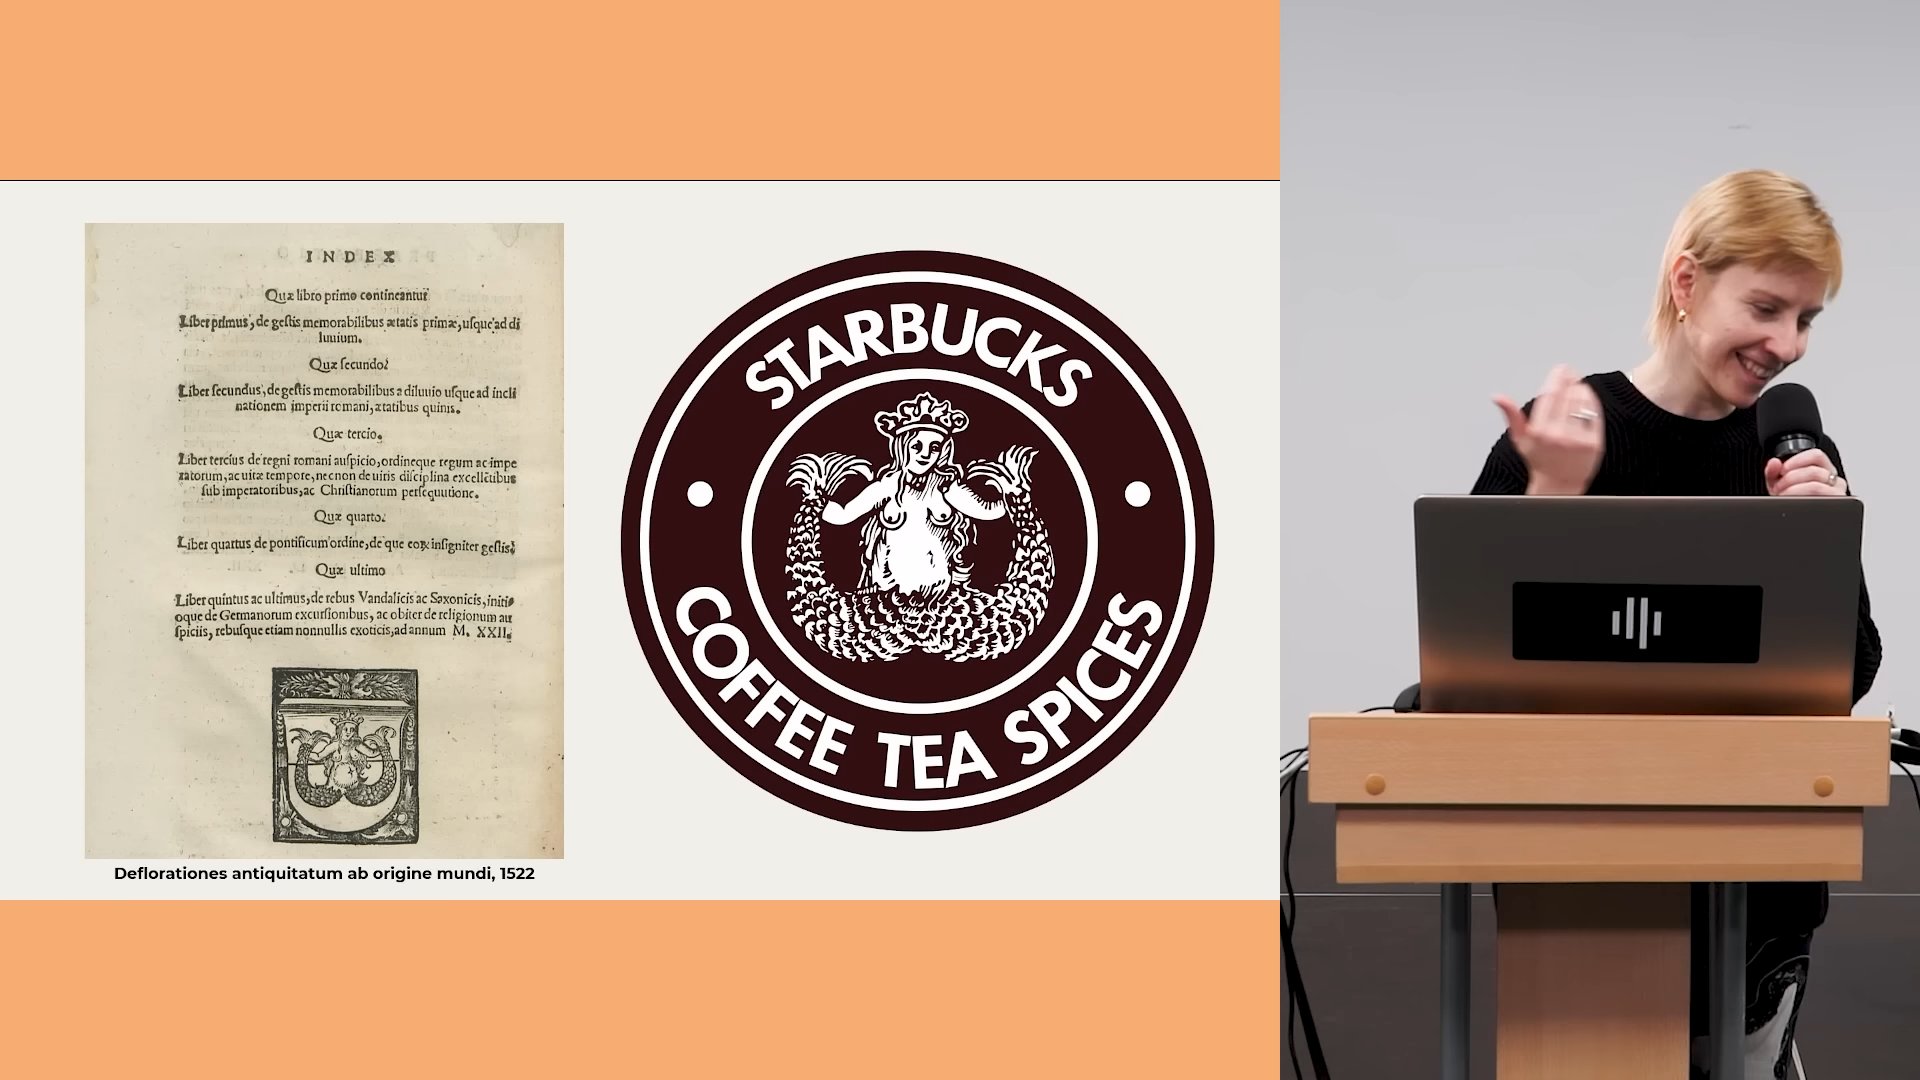 INDEX
Quæ libro primo contincantur
Liber primus, de gestis memorabilibus ætatis primæ, usque ad di
luuium.
Quæ secundo?
Liber secundus, de gestis memorabilibus a diluuio usque ad incli
nationem imperii romani, ætatibus quinis.
Quæ tercio.
Liber tercius de regni romani auspicio, ordineque regum ac impe
ratorum, ac uitæ tempore, nec non de uiris disciplina excellētibus
sub imperatoribus, ac Christianorum persequutione.
Quæ quarto.
Liber quartus de pontificum ordine, de que eoꝝ insigniter gestis.
Quæ ultimo
Liber quintus ac ultimus, de rebus Vandalicis ac Saxonicis, initi
oque de Germanorum excursionibus, ac obiter de religionum au
spiciis, rebusque etiam nonnullis exoticis, ad annum M. XXII.
Deflorationes antiquitatum ab origine mundi, 1522
STARBUCKS
COFFEE TEA SPICES